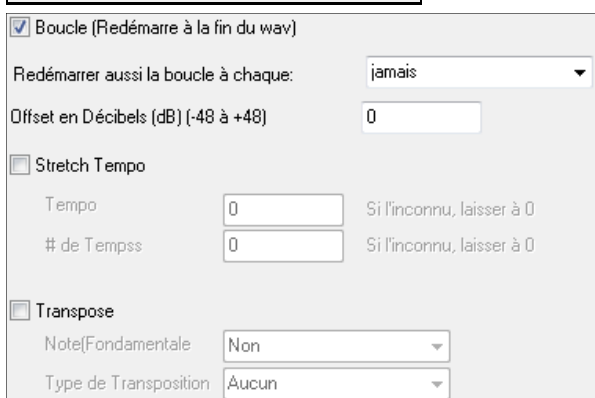 Boucle (Redémarre à la fin du wav)
Redémarrer aussi la boucle à chaque: jamais
Offset en Décibels (dB) (-48 à +48) 0
Stretch Tempo
Tempo 0 Si l'inconnu, laisser à 0
# de Tempss 0 Si l'inconnu, laisser à 0
Transpose
Note(Fondamentale Non
Type de Transposition Aucun